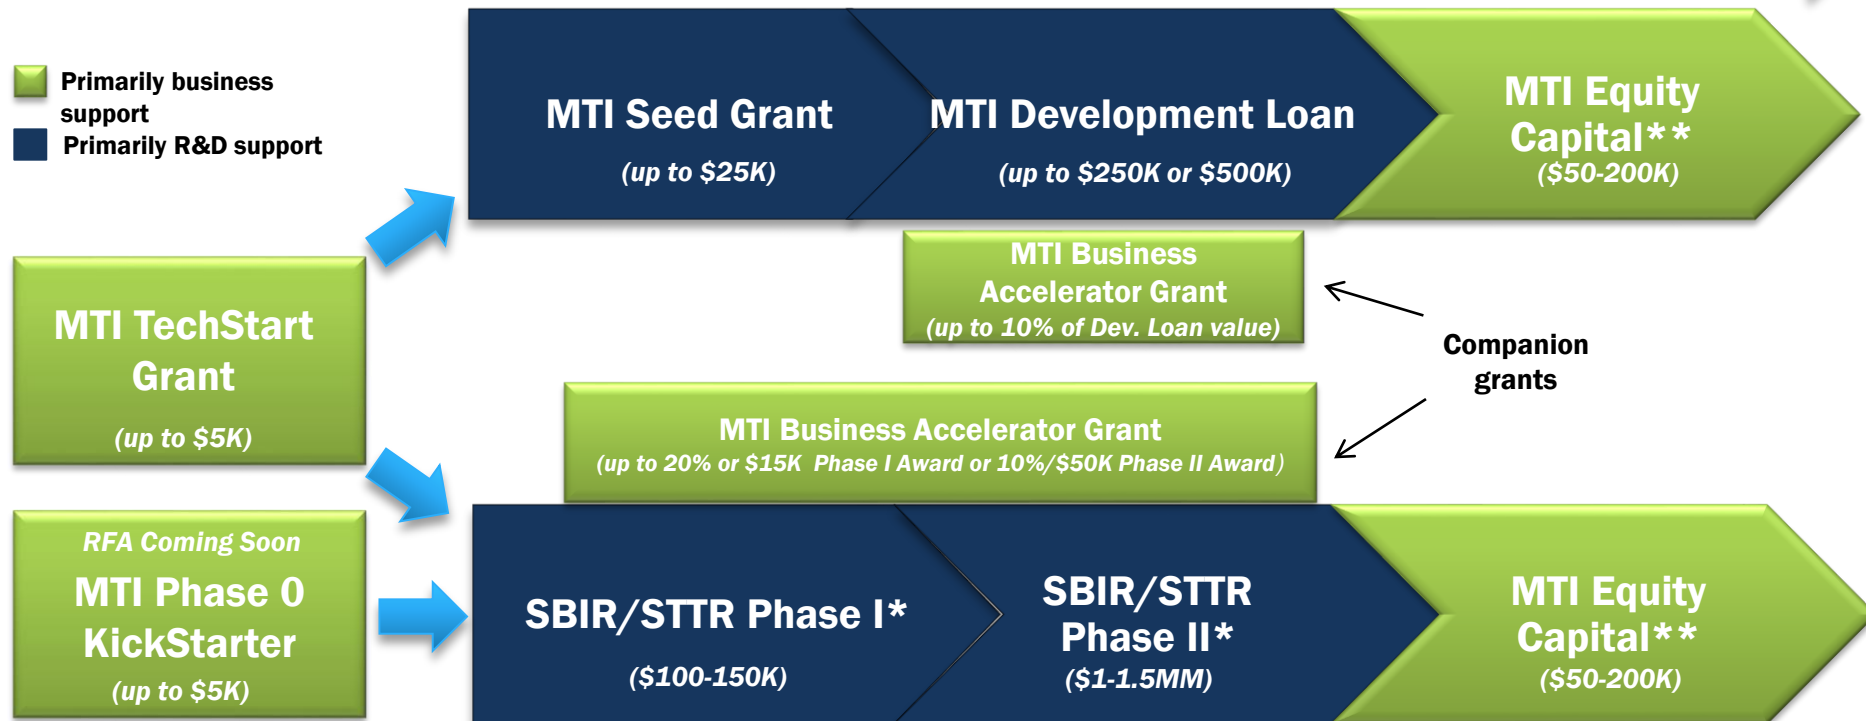 Primarily business
support
Primarily R&D support
MTI Seed Grant
(up to $25K)
MTI Development Loan
(up to $250K or $500K)
MTI Equity
Capital**
($50-200K)
MTI TechStart
Grant
(up to $5K)
MTI Business
Accelerator Grant
(up to 10% of Dev. Loan value)
Companion
grants
MTI Business Accelerator Grant
(up to 20% or $15K Phase I Award or 10%/$50K Phase II Award)
RFA Coming Soon
MTI Phase 0
KickStarter
(up to $5K)
SBIR/STTR Phase I*
($100-150K)
SBIR/STTR
Phase II*
($1-1.5MM)
MTI Equity
Capital**
($50-200K)